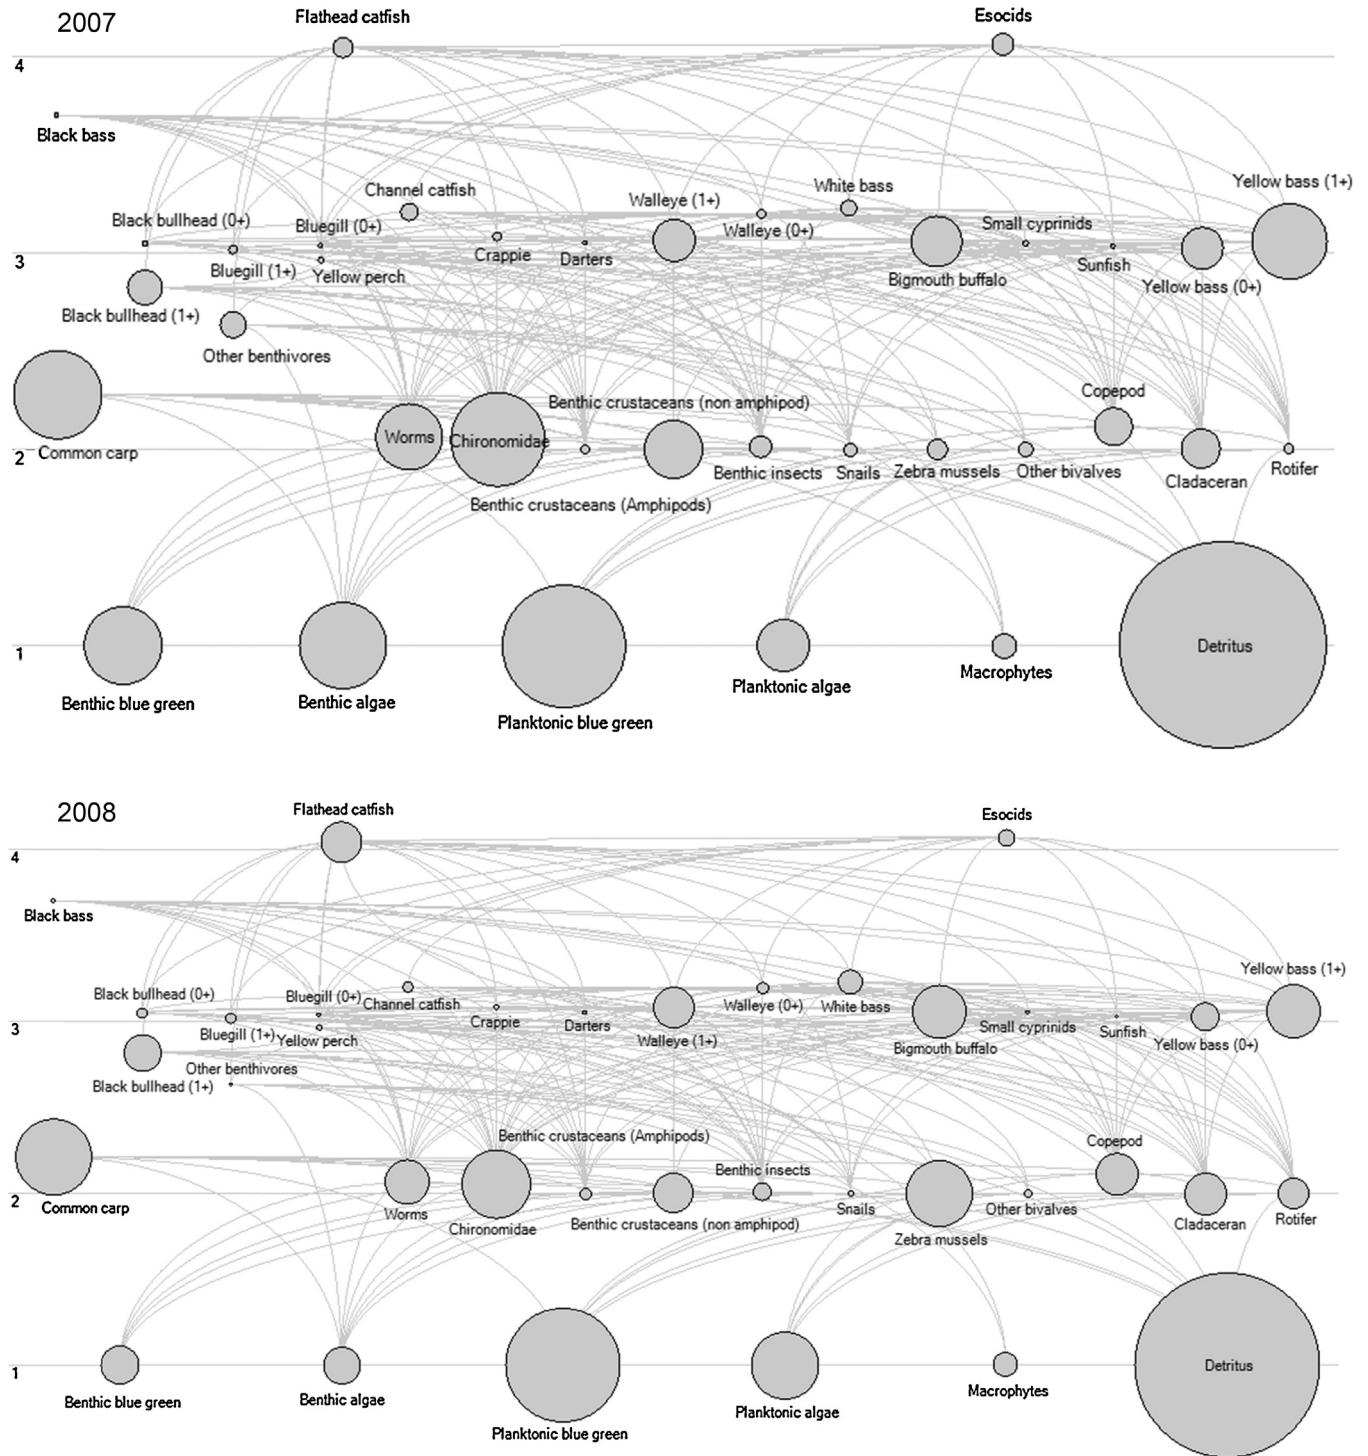 2007
Flathead catfish
Esocids
4
Black bass
Channel catfish
Walleye (1+)
White bass
Yellow bass (1+)
Black bullhead (0+)
Bluegill (0+)
Walleye (0+)
Small cyprinids
Crappie
Darters
3
Sunfish
Bluegill (1+)
Yellow perch
Bigmouth buffalo
Yellow bass (0+)
Black bullhead (1+)
Other benthivores
Copepod
Benthic crustaceans (non amphipod)
Worms
Chironomidae
Common carp
2
Benthic insects
Snails
Zebra mussels
Other bivalves
Rotifer
Cladaceran
Benthic crustaceans (Amphipods)
Detritus
1
Macrophytes
Planktonic algae
Benthic blue green
Benthic algae
Planktonic blue green
2008
Flathead catfish
Esocids
4
Black bass
Yellow bass (1+)
Black bullhead (0+)
Bluegill (0+)
Channel catfish
Walleye (0+)
White bass
Crappie
Darters
Small cyprinids
Sunfish
3
Bluegill (1+)
Yellow perch
Walleye (1+)
Bigmouth buffalo
Yellow bass (0+)
Other benthivores
Black bullhead (1+)
Benthic crustaceans (Amphipods)
Copepod
Benthic insects
2
Common carp
Worms
Snails
Other bivalves
Rotifer
Chironomidae
Benthic crustaceans (non amphipod)
Cladaceran
Zebra mussels
Detritus
1
Macrophytes
Benthic blue green
Benthic algae
Planktonic algae
Planktonic blue green